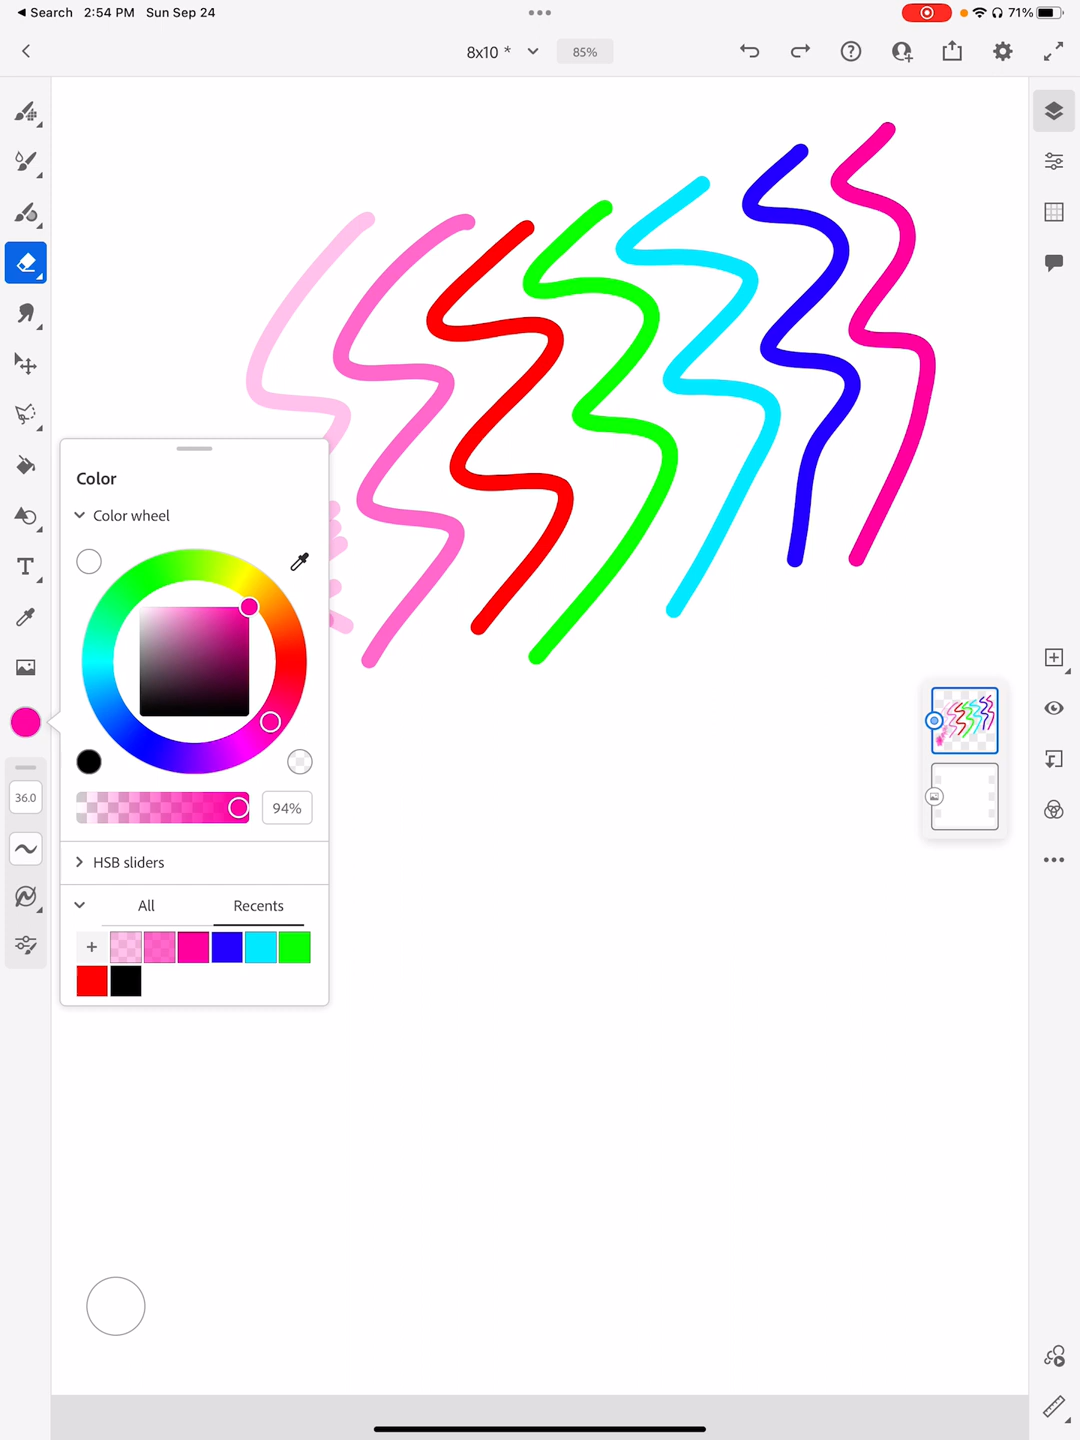 Search 2:54 PM Sun Sep 24 71%
8x10 * 85%
T
Color
Color wheel
36.0
94%
HSB sliders
All Recents